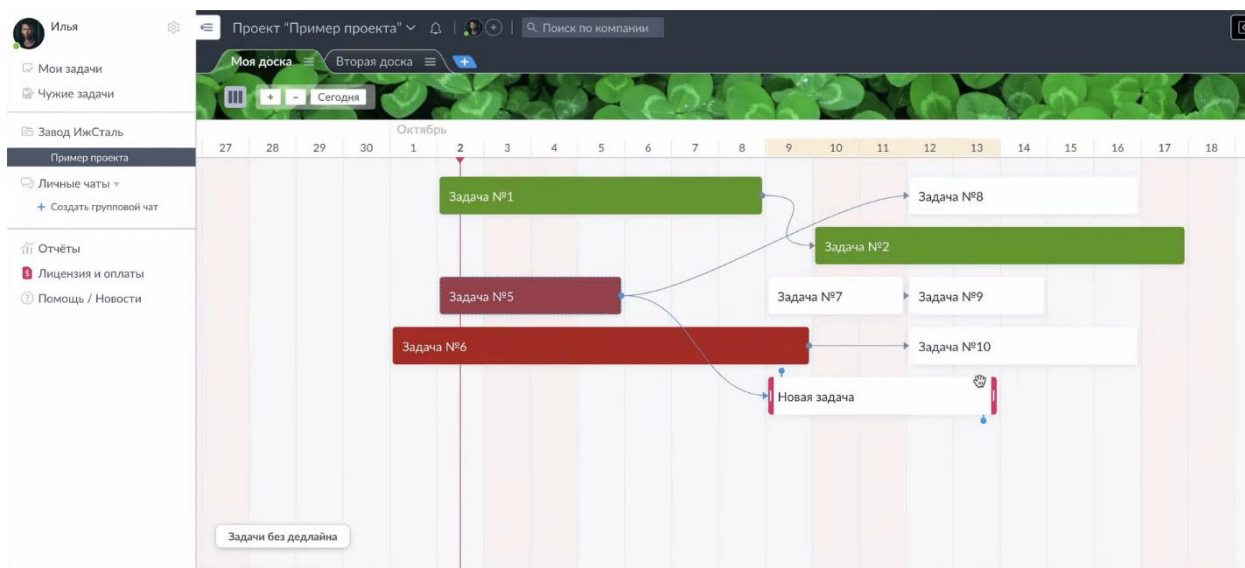 Илья
Проект “Пример проекта”
Поиск по компании
Моя доска
Вторая доска
+
Мои задачи
Чужие задачи
+ - Сегодня
Завод ИжСталь
Пример проекта
Личные чаты
+ Создать групповой чат
Отчёты
Лицензия и оплаты
Помощь / Новости
Октябрь
27 28 29 30 1 2 3 4 5 6 7 8 9 10 11 12 13 14 15 16 17 18
Задача №1
Задача №8
Задача №2
Задача №5
Задача №7
Задача №9
Задача №6
Задача №10
Новая задача
Задачи без дедлайна